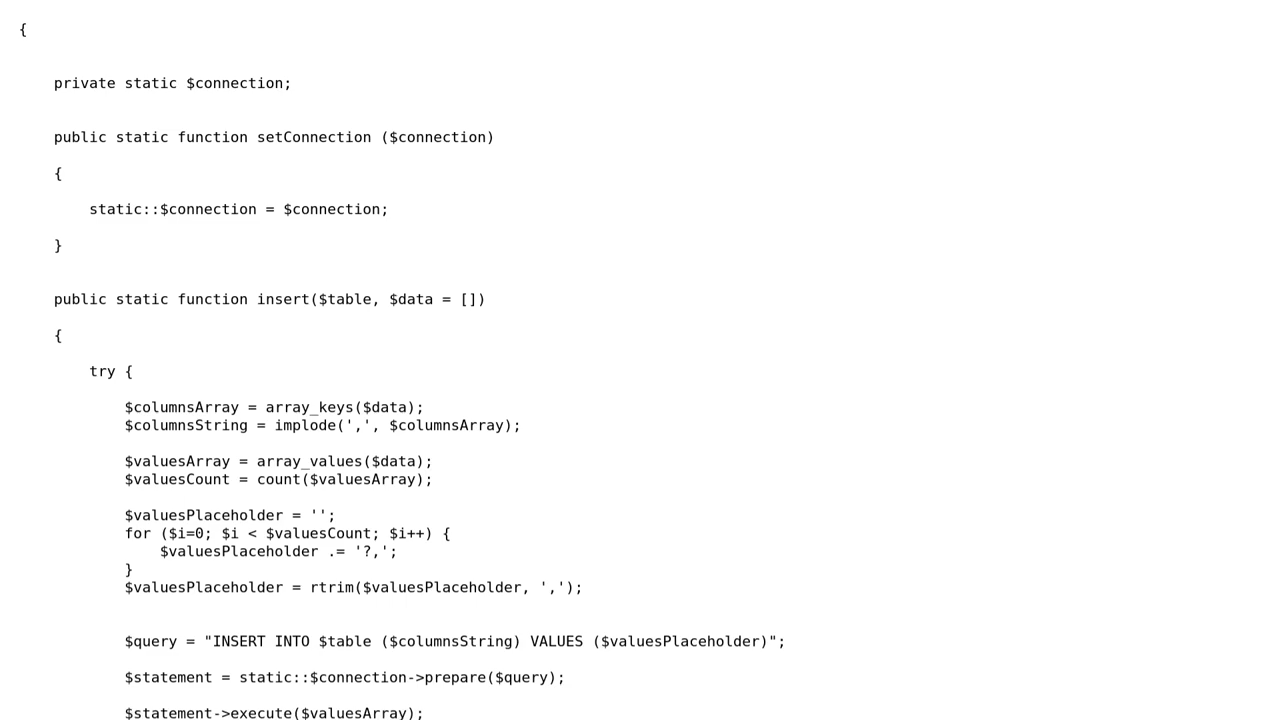 {
private static $connection;
public static function setConnection ($connection)
{
static::$connection = $connection;
}
public static function insert($table, $data = [])
{
try {
$columnsArray = array_keys($data);
$columnsString = implode(',', $columnsArray);
$valuesArray = array_values($data);
$valuesCount = count($valuesArray);
$valuesPlaceholder = '';
for ($i=0; $i < $valuesCount; $i++) {
$valuesPlaceholder .= '?,';
}
$valuesPlaceholder = rtrim($valuesPlaceholder, ',');
$query = "INSERT INTO $table ($columnsString) VALUES ($valuesPlaceholder)";
$statement = static::$connection->prepare($query);
$statement->execute($valuesArray);